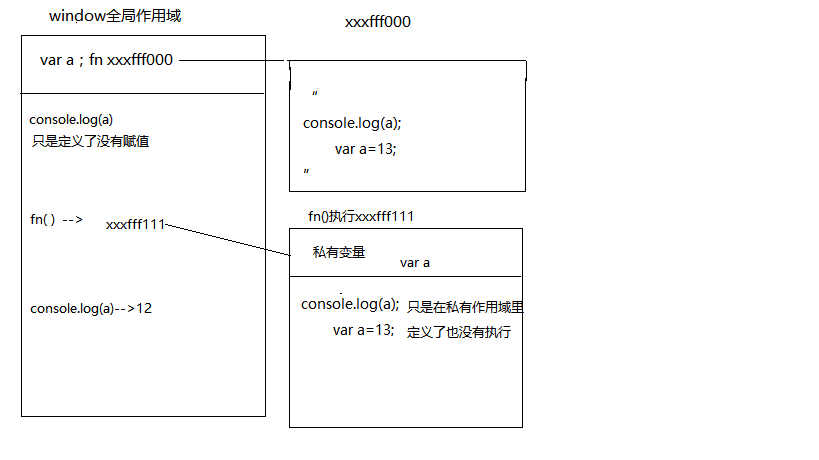 window全局作用域
var a；fn xxxfff000
console.log(a)
只是定义了没有赋值
fn( ) --> xxxfff111
console.log(a)-->12
xxxfff000
“
console.log(a);
var a=13;
”
fn()执行xxxfff111
私有变量 var a
console.log(a); 只是在私有作用域里
var a=13; 定义了也没有执行